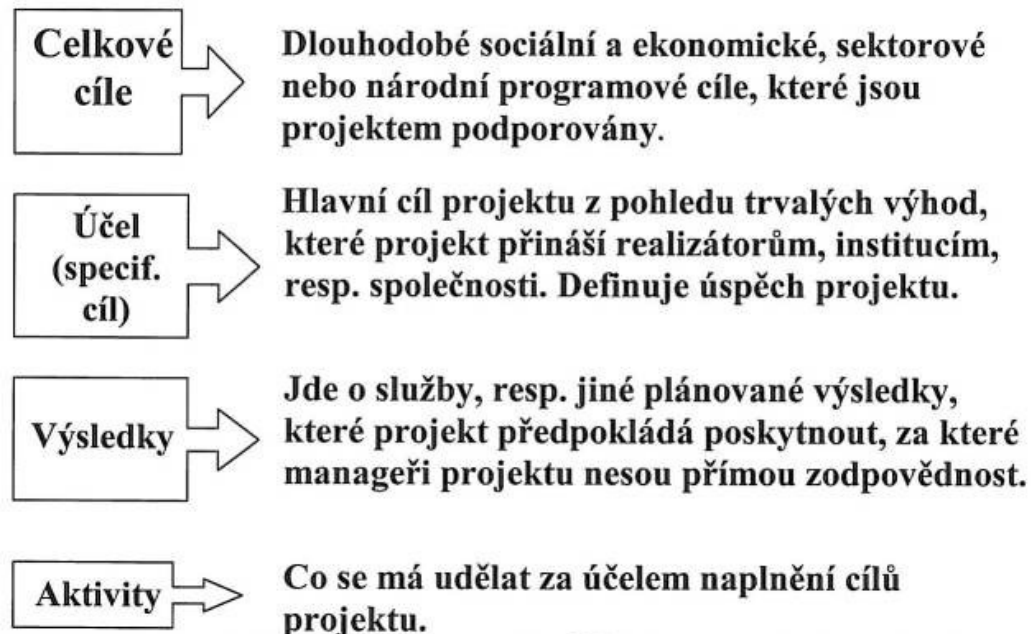 Celkové
cíle
Dlouhodobé sociální a ekonomické, sektorové
nebo národní programové cíle, které jsou
projektem podporovány.
Účel
(specif.
cíl)
Hlavní cíl projektu z pohledu trvalých výhod,
které projekt přináší realizátorům, institucím,
resp. společnosti. Definuje úspěch projektu.
Výsledky
Jde o služby, resp. jiné plánované výsledky,
které projekt předpokládá poskytnout, za které
manageři projektu nesou přímou zodpovědnost.
Aktivity
Co se má udělat za účelem naplnění cílů
projektu.